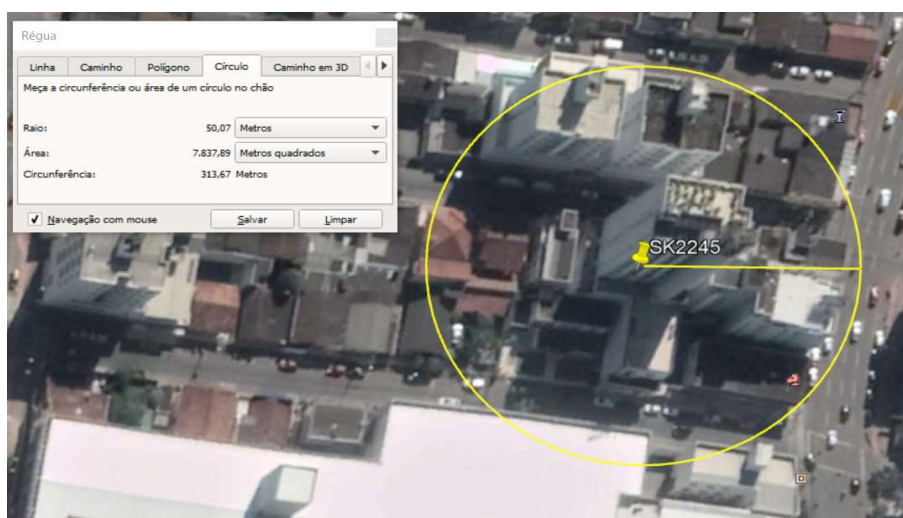 Régua
Linha Caminho Polígono Círculo Caminho em 3D
Meça a circunferência ou área de um círculo no chão
Raio: 50,07 Metros
Área: 7.837,89 Metros quadrados
Circunferência: 313,67 Metros
Navegação com mouse Salvar Limpar
SK2245